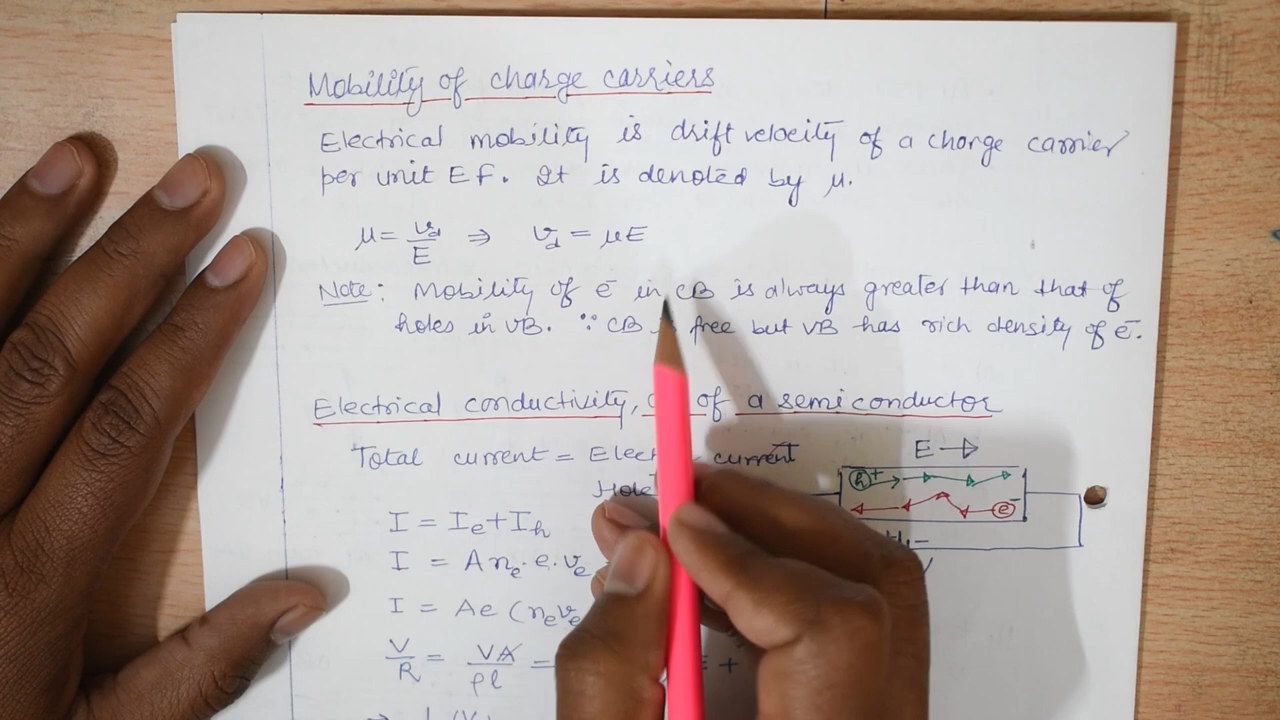 Mobility of charge carriers
Electrical mobility is drift velocity of a charge carrier
per unit EF. It is denoted by μ.
μ = v_d/E ⇒ v_d = μE
Note: Mobility of e⁻ in CB is always greater than that of
holes in VB. ∵ CB free but VB has rich density of e⁻.
Electrical conductivity, of a semiconductor
Total current = current
Hole
E
h +
e -
I = I_e + I_h
I = A n_e . e . v_e
I = Ae (n_e v_e
V/R = VA/ρl =
E +